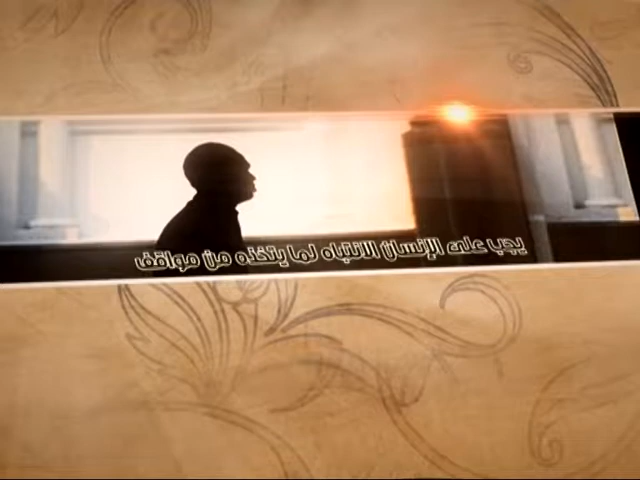 يجب على الإنسان الانتباه لما يتخذه من مواقف